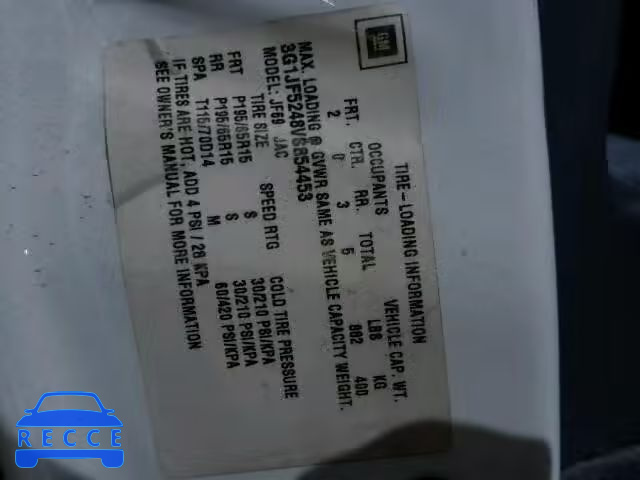 GM
TIRE-LOADING INFORMATION
OCCUPANTS VEHICLE CAP. WT.
FRT. CTR. RR. TOTAL LBS KG
2 0 3 5 882 400
MAX. LOADING @ GVWR SAME AS VEHICLE CAPACITY WEIGHT.
3G1JF5248VS854453
MODEL: JF69 JAC
TIRE SIZE SPEED RTG COLD TIRE PRESSURE
FRT P195/65R15 S 30/210 PSI/KPA
RR P195/65R15 S 30/210 PSI/KPA
SPA T115/70D14 M 60/420 PSI/KPA
IF TIRES ARE HOT, ADD 4 PSI / 28 KPA
SEE OWNER'S MANUAL FOR MORE INFORMATION
RECCE